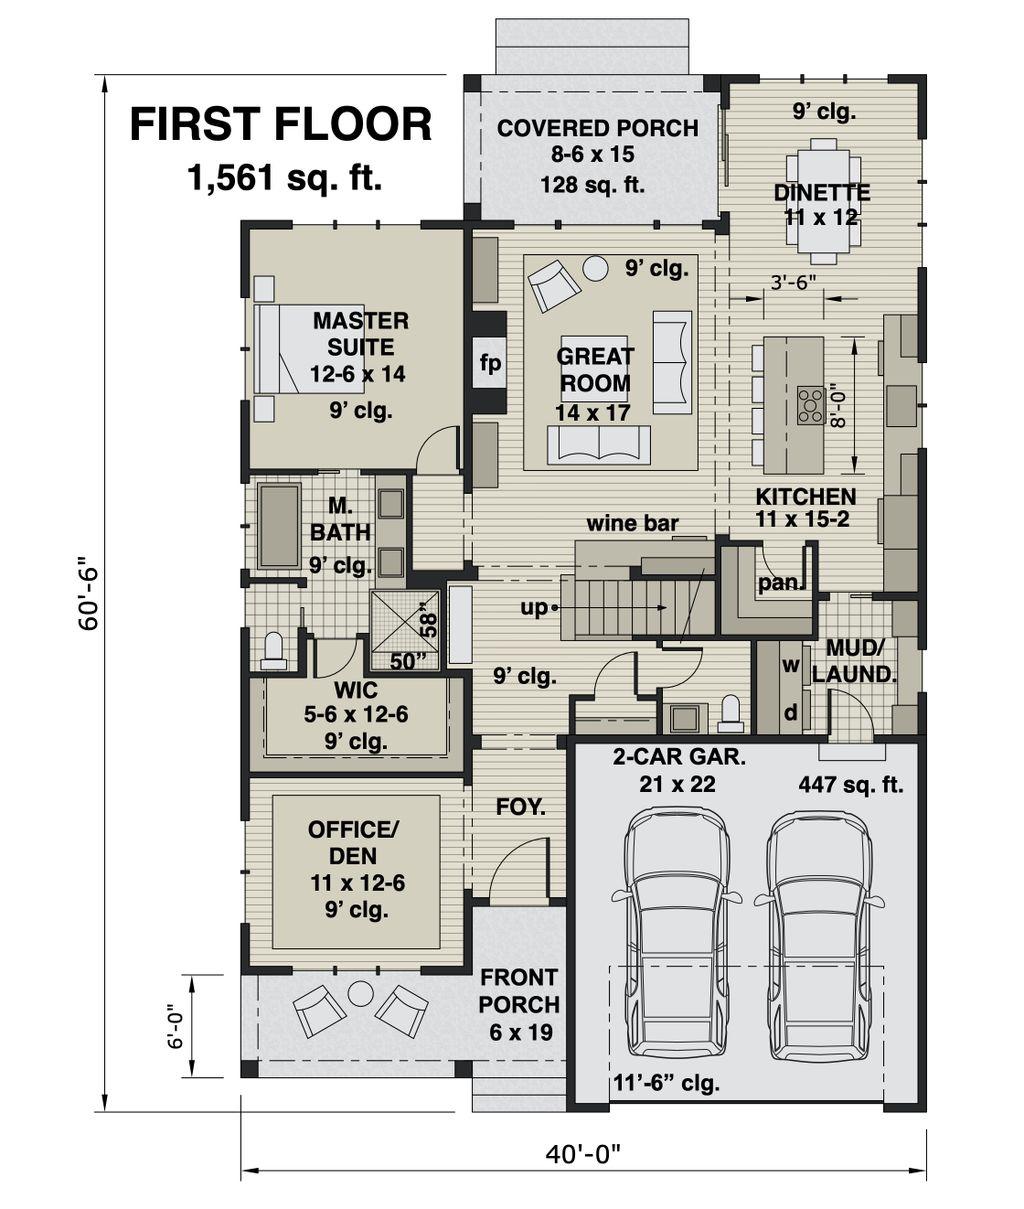 FIRST FLOOR
1,561 sq. ft.
COVERED PORCH
8-6 x 15
128 sq. ft.
9’ clg.
DINETTE
11 x 12
3'-6"
MASTER
SUITE
12-6 x 14
9’ clg.
fp
9’ clg.
GREAT
ROOM
14 x 17
8'-0"
KITCHEN
11 x 15-2
wine bar
M.
BATH
9’ clg.
58”
50”
up
pan.
9’ clg.
MUD/
LAUND.
w
d
WIC
5-6 x 12-6
9’ clg.
60'-6"
2-CAR GAR.
21 x 22
447 sq. ft.
FOY.
OFFICE/
DEN
11 x 12-6
9’ clg.
FRONT
PORCH
6 x 19
6'-0"
11’-6” clg.
40'-0"